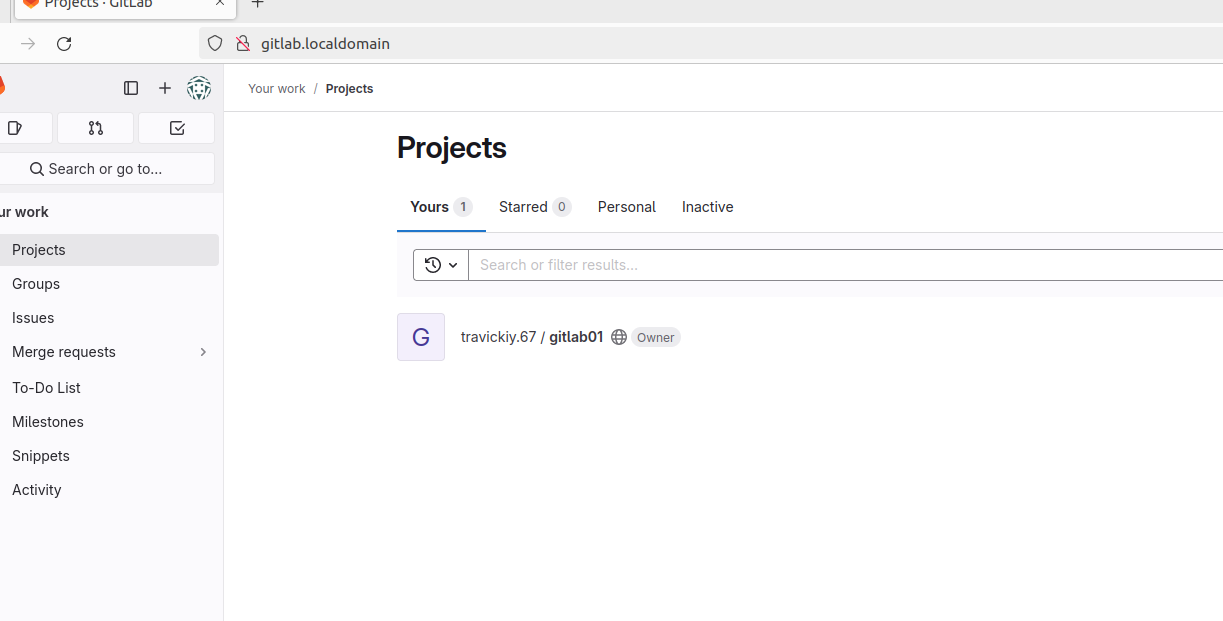 Projects · GitLab
gitlab.localdomain
Your work / Projects
Search or go to...
ur work
Projects
Groups
Issues
Merge requests
To-Do List
Milestones
Snippets
Activity
Projects
Yours 1 Starred 0 Personal Inactive
Search or filter results...
G travickiy.67 / gitlab01 Owner